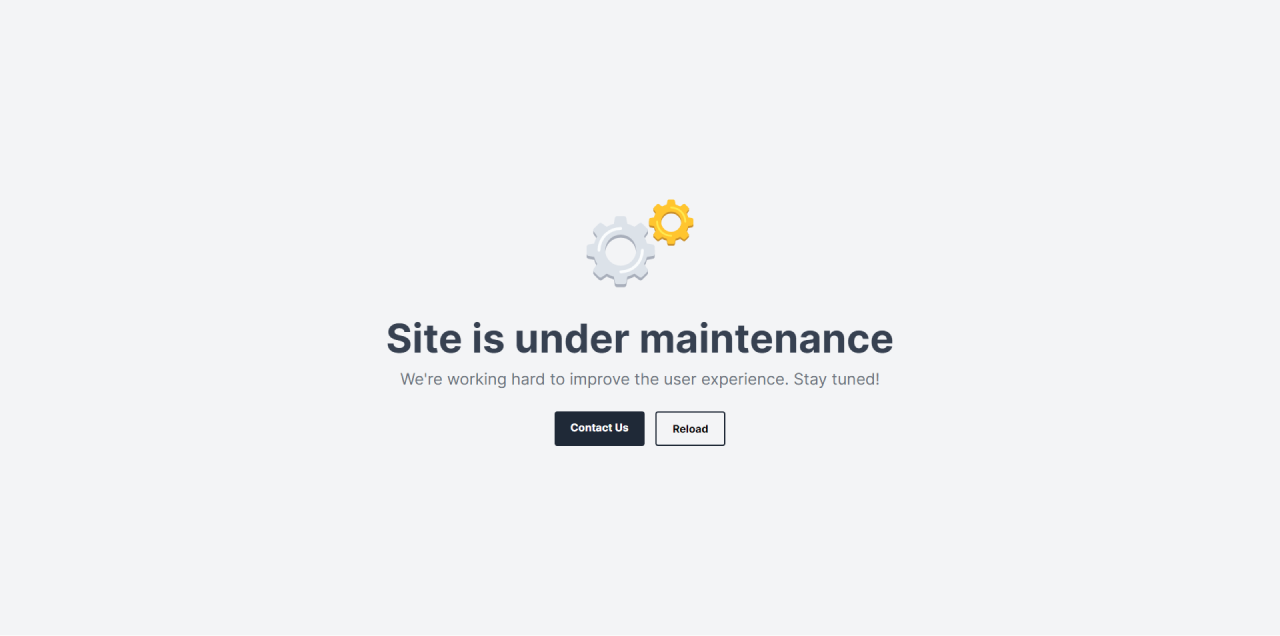 Site is under maintenance
We're working hard to improve the user experience. Stay tuned!
Contact Us
Reload